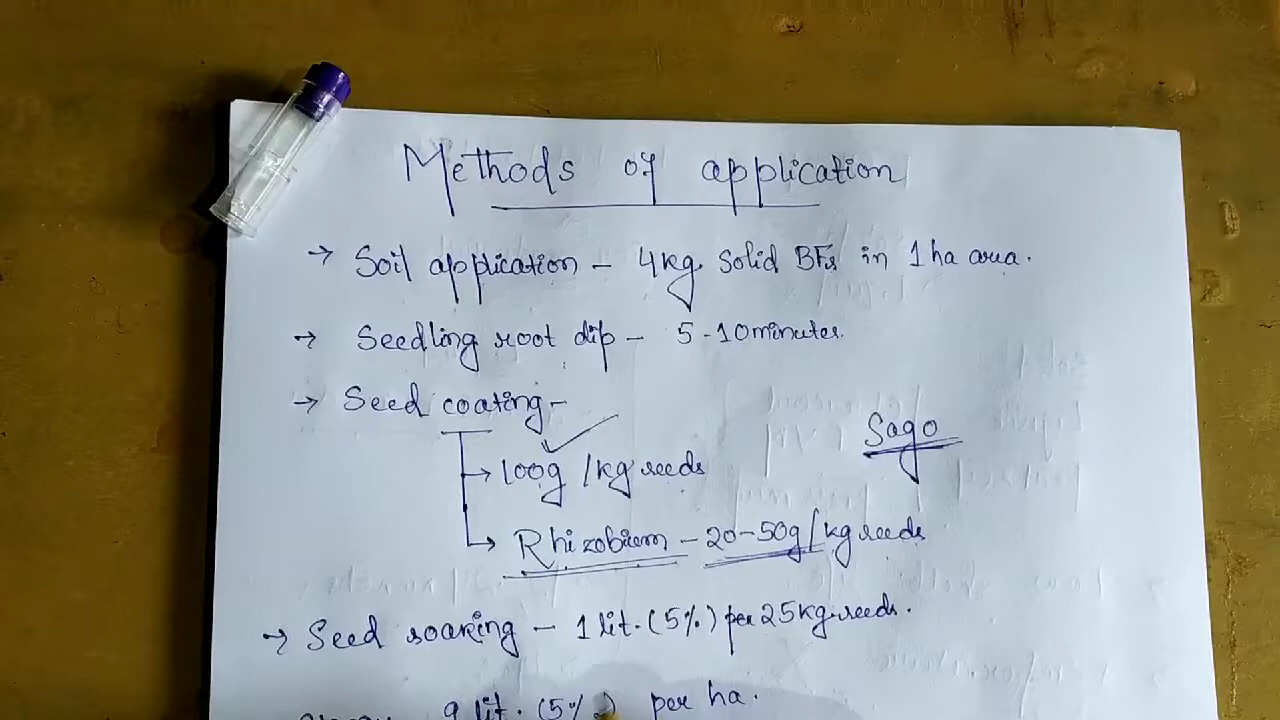 Methods of application
→ Soil application - 4kg. Solid BFs in 1 ha area.
→ Seedling root dip - 5-10 minutes.
→ Seed coating -
→ 100g /kg seeds
Sago
→ Rhizobium - 20-50g/kg seeds
→ Seed soaking - 1 lit. (5%) per 25kg seeds.
lit. (5%) per ha.